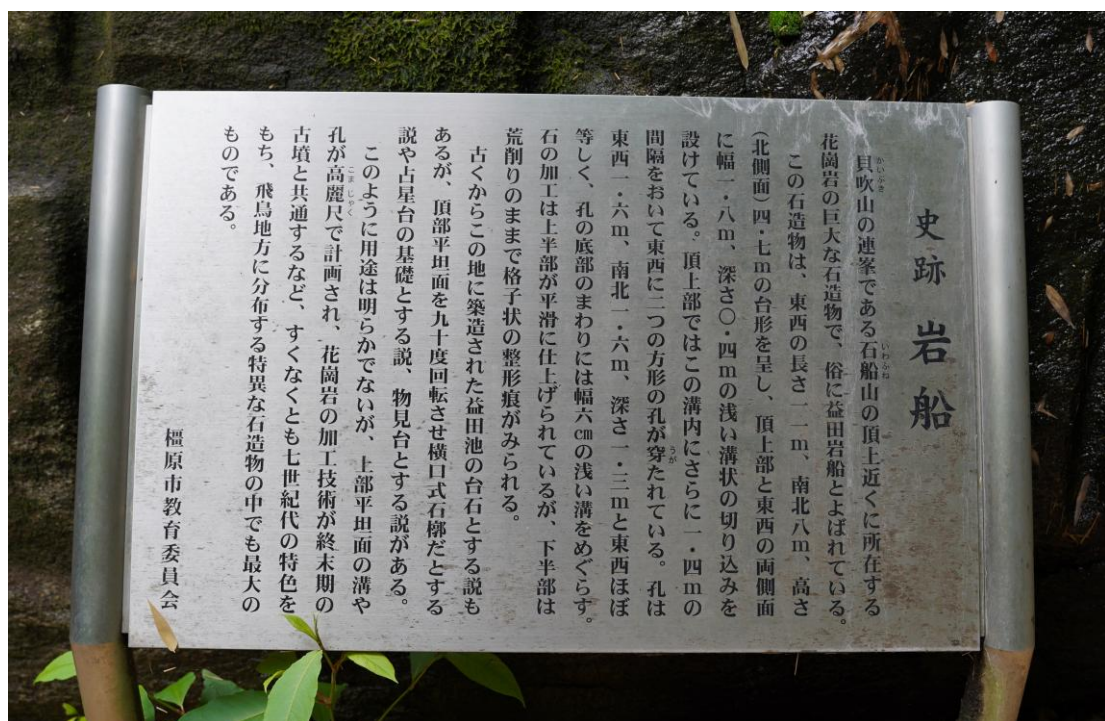 史跡 岩船
貝吹山の連峯である石船山の頂上近くに所在する
花崗岩の巨大な石造物で、俗に益田岩船とよばれている。
この石造物は、東西の長さ一一m、南北八m、高さ
(北側面)四・七mの台形を呈し、頂上部と東西の両側面
に幅一・八m、深さ〇・四mの浅い溝状の切り込みを
設けている。頂上部ではこの溝内にさらに一・四mの
間隔をおいて東西に二つの方形の孔が穿たれている。孔は
東西一・六m、南北一・六m、深さ一・三mと東西ほぼ
等しく、孔の底部のまわりには幅六㎝の浅い溝をめぐらす。
石の加工は上半部が平滑に仕上げられているが、下半部は
荒削りのままで格子状の整形痕がみられる。
古くからこの地に築造された益田池の台石とする説も
あるが、頂部平坦面を九十度回転させ横口式石槨だとする
説や占星台の基礎とする説、物見台とする説がある。
このように用途は明らかでないが、上部平坦面の溝や
孔が高麗尺で計画され、花崗岩の加工技術が終末期の
古墳と共通するなど、すくなくとも七世紀代の特色を
もち、飛鳥地方に分布する特異な石造物の中でも最大の
ものである。
橿原市教育委員会